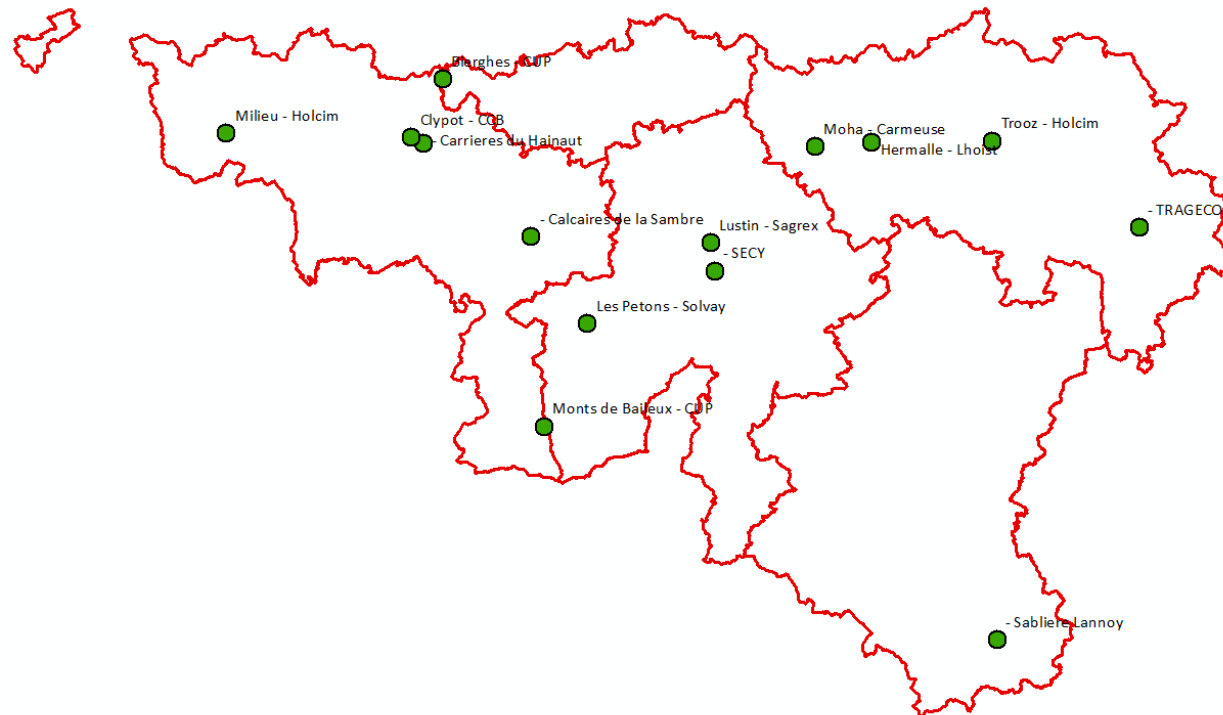 Bierghes - CUP
Milieu - Holcim
Clypot - CCB
- Carrieres du Hainaut
Moha - Carmeuse
Hermalle - Lhoist
Trooz - Holcim
- TRAGECO
- Calcaires de la Sambre
Lustin - Sagrex
- SECY
Les Petons - Solvay
Monts de Baileux - CUP
- Sabliere Lannoy